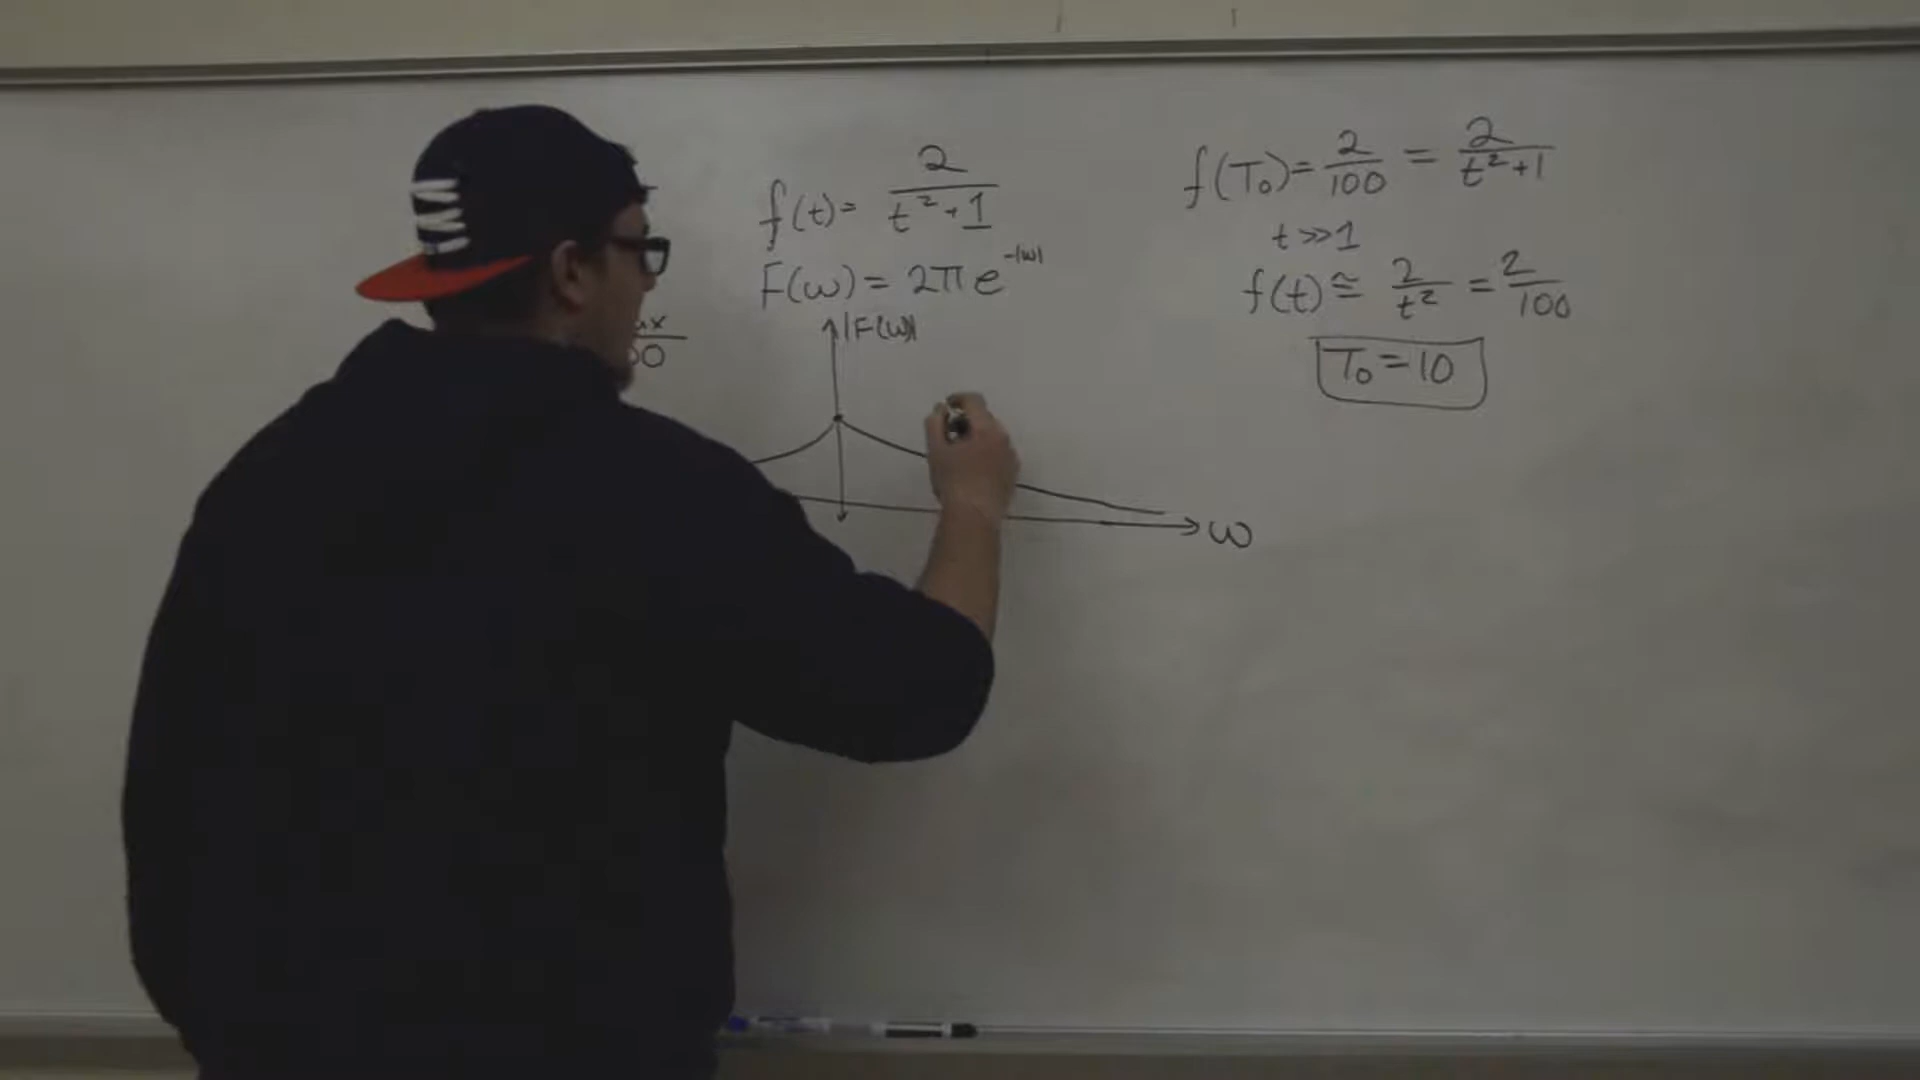 f(t) = 2/(t²+1)
F(ω) = 2π e^-|ω|
|F(ω)|
ω
f(T₀) = 2/100 = 2/(t²+1)
t >> 1
f(t) ≅ 2/t² = 2/100
T₀ = 10